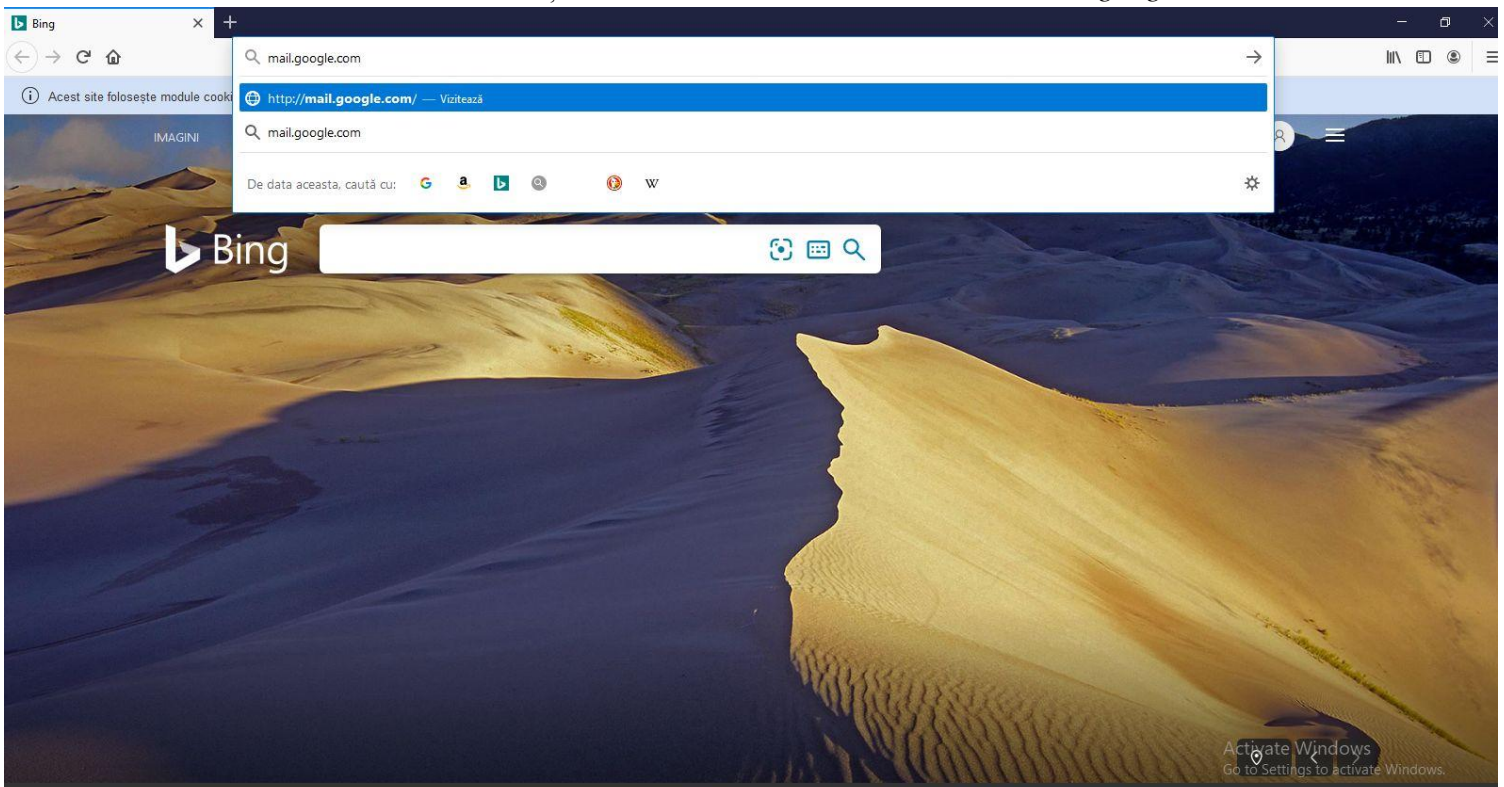 Bing
mail.google.com
Acest site folosește module cooki
http://mail.google.com/ — Vizitează
IMAGINI
mail.google.com
De data aceasta, caută cu:
Bing
Activate Windows
Go to Settings to activate Windows.